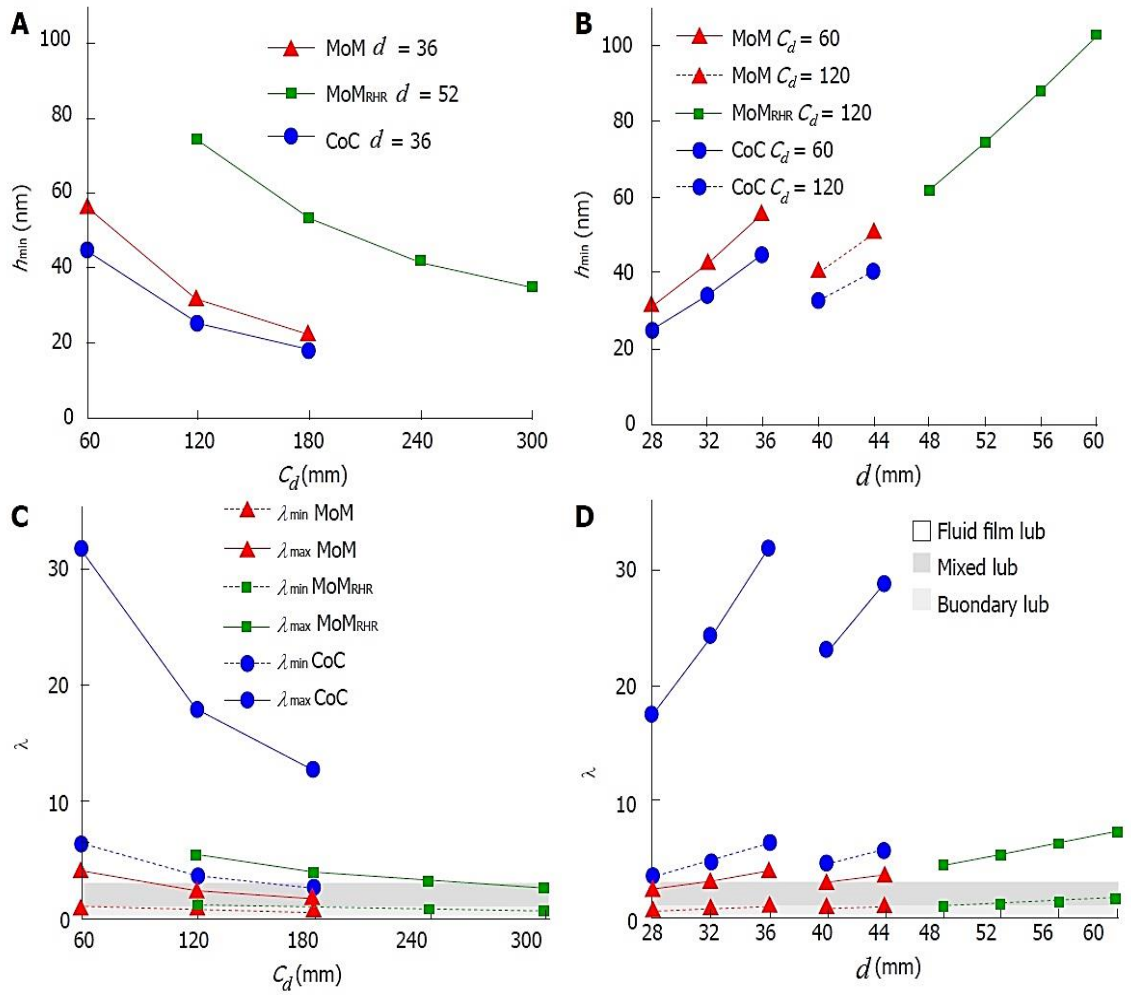 A
100
80
60
40
20
0
hmin (nm)
MoM d = 36
MoMRHR d = 52
CoC d = 36
60 120 180 240 300
Cd (mm)
B
100
80
60
40
20
0
hmin (nm)
MoM Cd = 60
MoM Cd = 120
MoMRHR Cd = 120
CoC Cd = 60
CoC Cd = 120
28 32 36 40 44 48 52 56 60
d (mm)
C
30
20
10
0
λ
λmin MoM
λmax MoM
λmin MoMRHR
λmax MoMRHR
λmin CoC
λmax CoC
60 120 180 240 300
Cd (mm)
D
30
20
10
0
λ
Fluid film lub
Mixed lub
Buondary lub
28 32 36 40 44 48 52 56 60
d (mm)